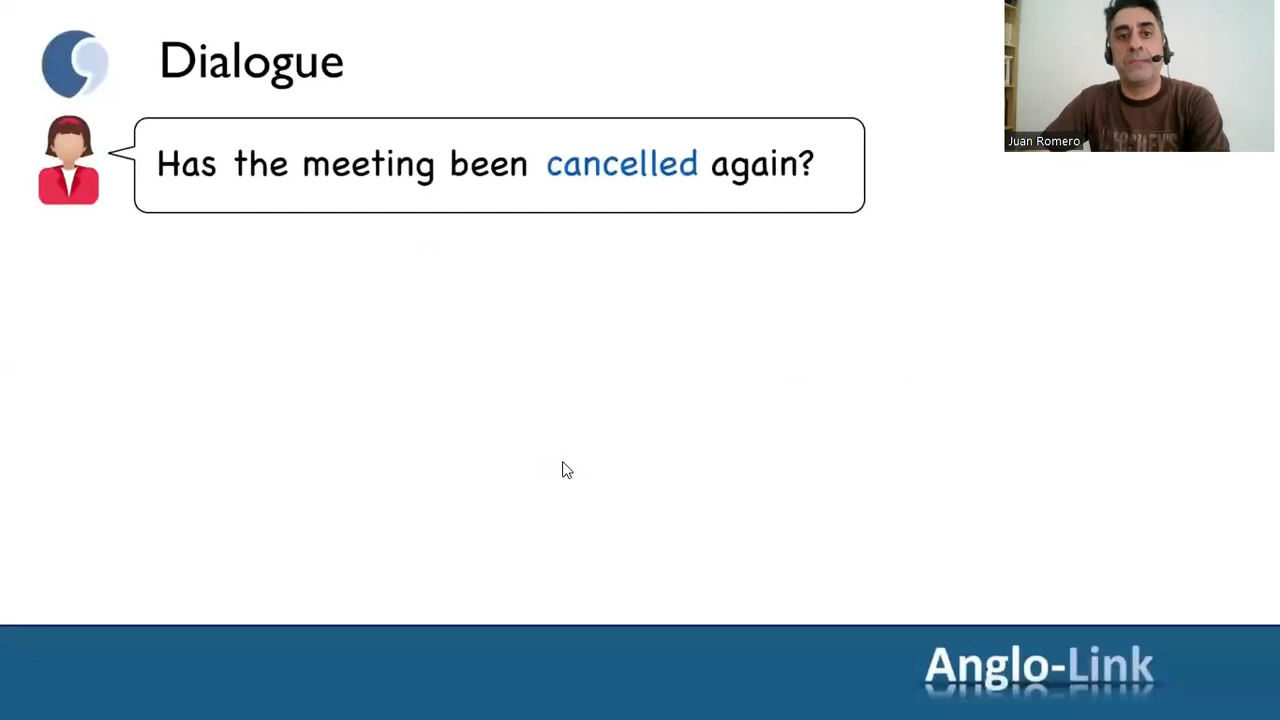 Dialogue
Juan Romero
Has the meeting been cancelled again?
Anglo-Link